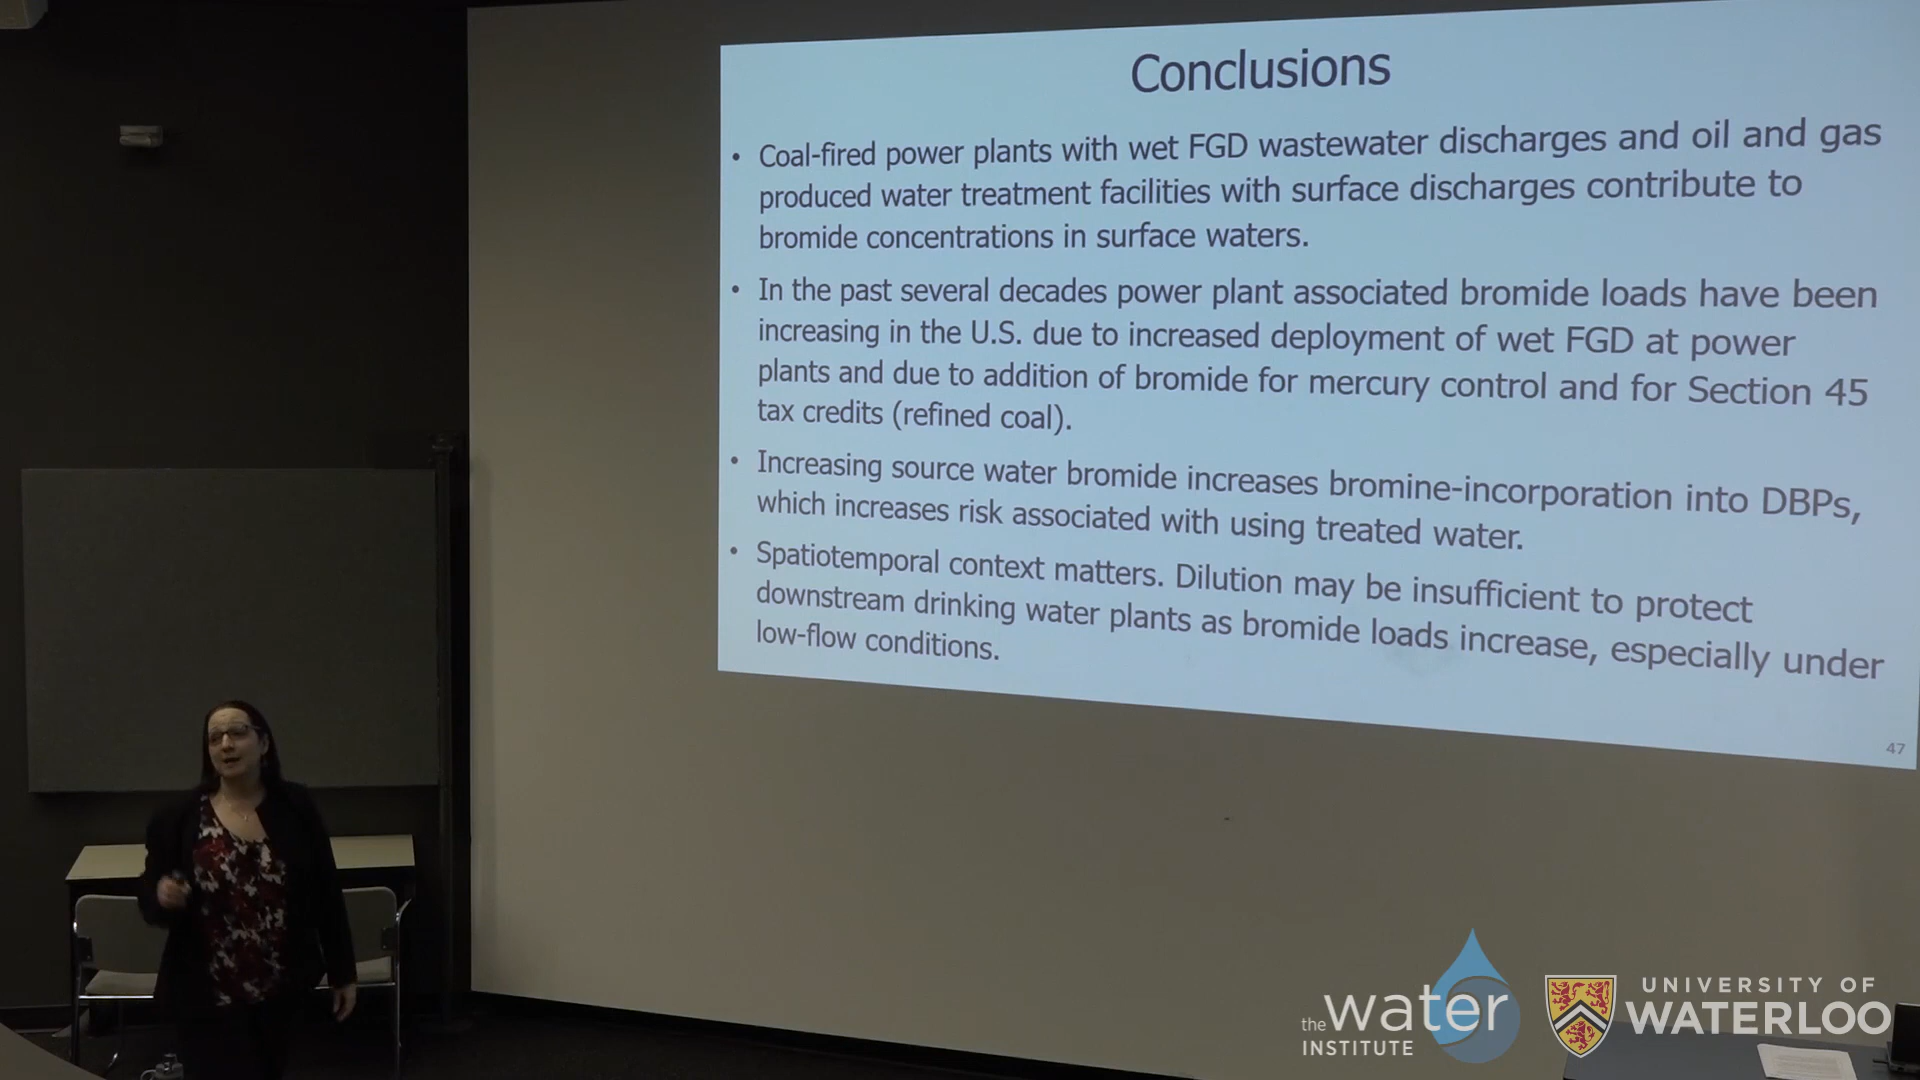 Conclusions
• Coal-fired power plants with wet FGD wastewater discharges and oil and gas
produced water treatment facilities with surface discharges contribute to
bromide concentrations in surface waters.
• In the past several decades power plant associated bromide loads have been
increasing in the U.S. due to increased deployment of wet FGD at power
plants and due to addition of bromide for mercury control and for Section 45
tax credits (refined coal).
• Increasing source water bromide increases bromine-incorporation into DBPs,
which increases risk associated with using treated water.
• Spatiotemporal context matters. Dilution may be insufficient to protect
downstream drinking water plants as bromide loads increase, especially under
low-flow conditions.
47
the water
INSTITUTE
UNIVERSITY OF
WATERLOO